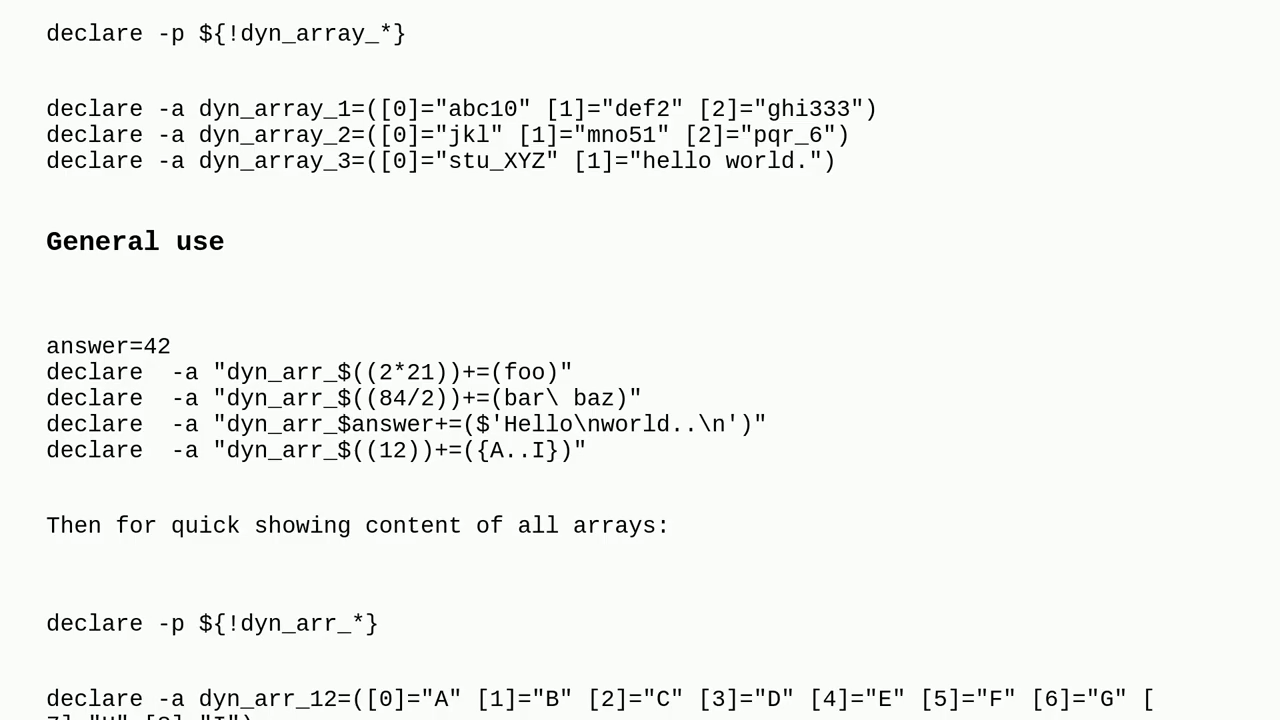 declare -p ${!dyn_array_*}
declare -a dyn_array_1=([0]="abc10" [1]="def2" [2]="ghi333")
declare -a dyn_array_2=([0]="jkl" [1]="mno51" [2]="pqr_6")
declare -a dyn_array_3=([0]="stu_XYZ" [1]="hello world.")
General use
answer=42
declare  -a "dyn_arr_$((2*21))+=(foo)"
declare  -a "dyn_arr_$((84/2))+=(bar\ baz)"
declare  -a "dyn_arr_$answer+=($'Hello\nworld..\n')"
declare  -a "dyn_arr_$((12))+=({A..I})"
Then for quick showing content of all arrays:
declare -p ${!dyn_arr_*}
declare -a dyn_arr_12=([0]="A" [1]="B" [2]="C" [3]="D" [4]="E" [5]="F" [6]="G" [